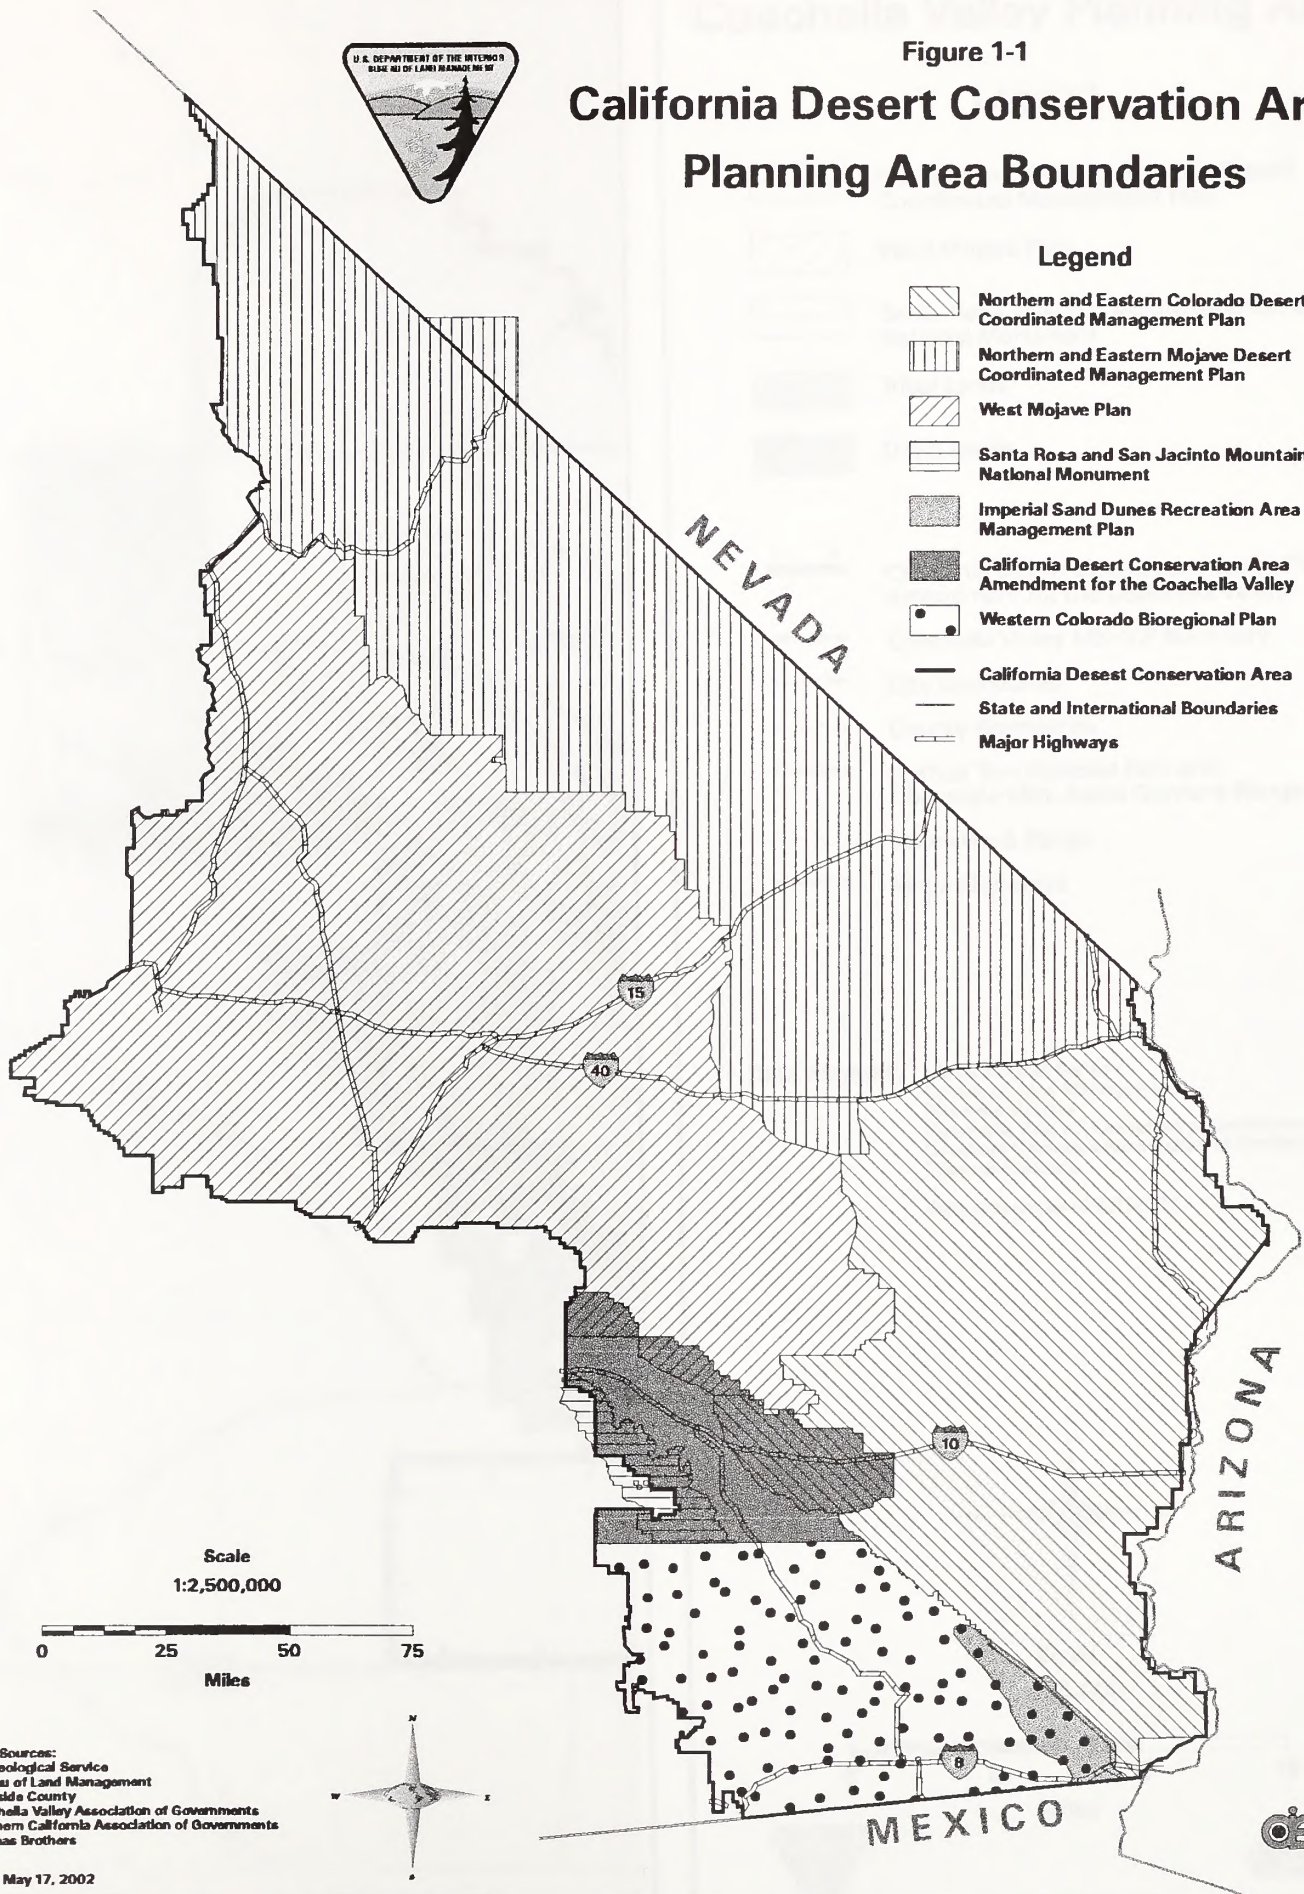 U.S. DEPARTMENT OF THE INTERIOR
BUREAU OF LAND MANAGEMENT
Figure 1-1
California Desert Conservation Ar
Planning Area Boundaries
Legend
Northern and Eastern Colorado Desert
Coordinated Management Plan
Northern and Eastern Mojave Desert
Coordinated Management Plan
West Mojave Plan
Santa Rosa and San Jacinto Mountain
National Monument
Imperial Sand Dunes Recreation Area
Management Plan
California Desert Conservation Area
Amendment for the Coachella Valley
Western Colorado Bioregional Plan
California Desest Conservation Area
State and International Boundaries
Major Highways
NEVADA
15
40
10
ARIZONA
8
MEXICO
Scale
1:2,500,000
0 25 50 75
Miles
N
W
E
S
Sources:
eological Service
u of Land Management
side County
hella Valley Association of Governments
hern California Association of Governments
as Brothers
May 17, 2002